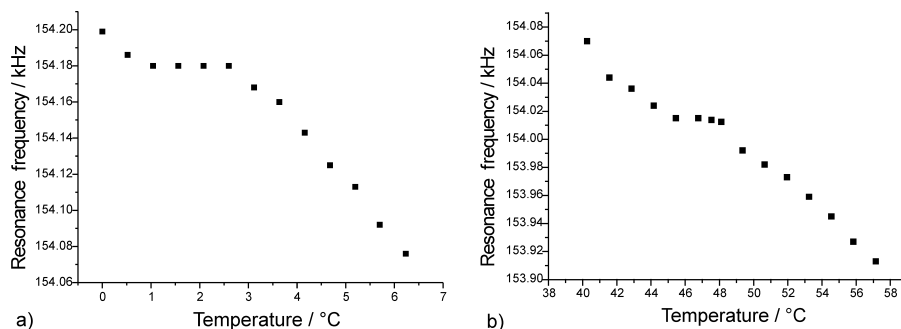 Resonance frequency / kHz
154.20
154.18
154.16
154.14
154.12
154.10
154.08
154.06
0 1 2 3 4 5 6 7
Temperature / °C
a)
Resonance frequency / kHz
154.08
154.06
154.04
154.02
154.00
153.98
153.96
153.94
153.92
153.90
38 40 42 44 46 48 50 52 54 56 58
Temperature / °C
b)